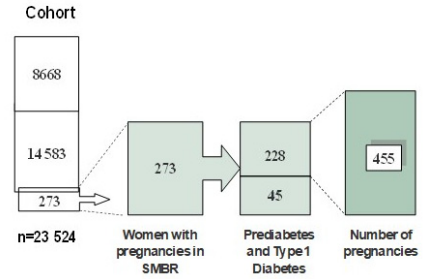 Cohort
8668
14 583
273
n=23 524
273
Women with
pregnancies in
SMBR
228
45
Prediabetes
and Type1
Diabetes
455
Number of
pregnancies